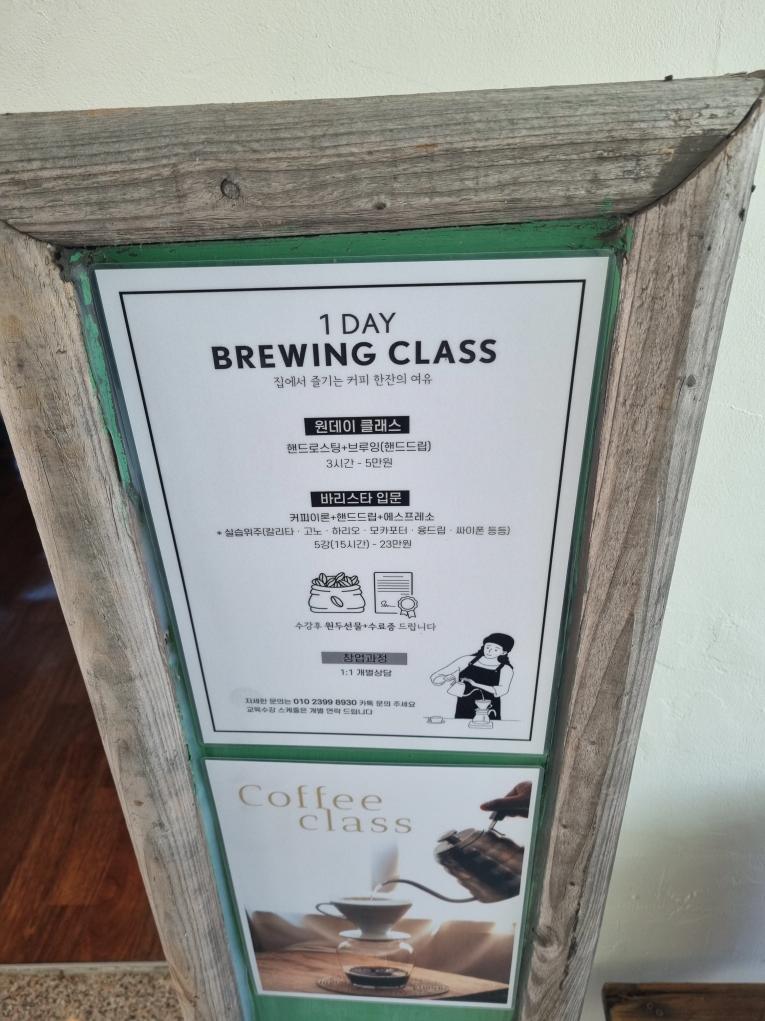 1 DAY
BREWING CLASS
집에서 즐기는 커피 한잔의 여유
원데이 클래스
핸드로스팅+브루잉(핸드드립)
3시간 - 5만원
바리스타 입문
커피이론+핸드드립+에스프레소
* 실습위주(칼리타 · 고노 · 하리오 · 모카포터 · 융드립 · 싸이폰 등등)
5강(15시간) - 23만원
수강후 원두선물+수료증 드립니다
창업과정
1:1 개별상담
자세한 문의는 010 2399 8930 카톡 문의 주세요
교육수강 스케줄은 개별 연락 드립니다
Coffee
class